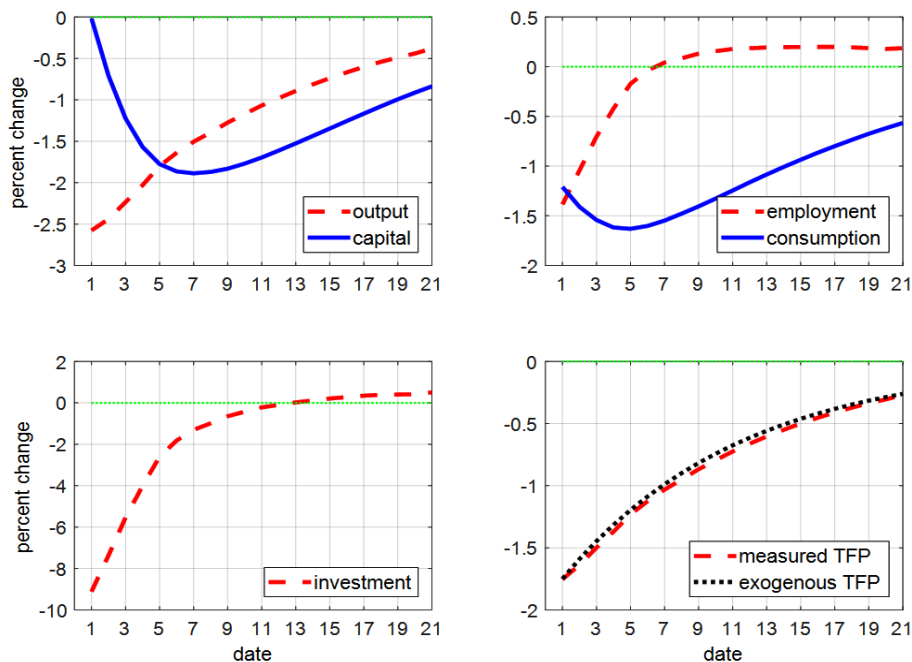 0
-0.5
-1
-1.5
-2
-2.5
-3
percent change
output
capital
1 3 5 7 9 11 13 15 17 19 21
0.5
0
-0.5
-1
-1.5
-2
employment
consumption
1 3 5 7 9 11 13 15 17 19 21
2
0
-2
-4
-6
-8
-10
percent change
investment
1 3 5 7 9 11 13 15 17 19 21
date
0
-0.5
-1
-1.5
-2
measured TFP
exogenous TFP
1 3 5 7 9 11 13 15 17 19 21
date